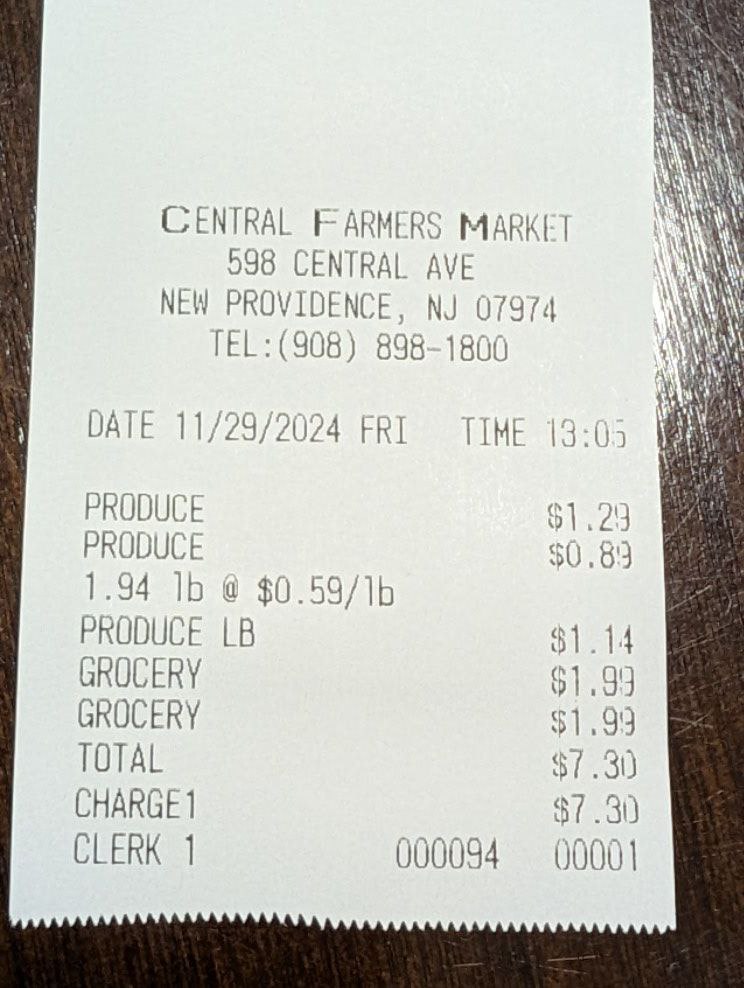 CENTRAL FARMERS MARKET
598 CENTRAL AVE
NEW PROVIDENCE, NJ 07974
TEL:(908) 898-1800
DATE 11/29/2024 FRI TIME 13:05
PRODUCE $1.29
PRODUCE $0.89
1.94 lb @ $0.59/lb
PRODUCE LB $1.14
GROCERY $1.99
GROCERY $1.99
TOTAL $7.30
CHARGE1 $7.30
CLERK 1 000094 00001